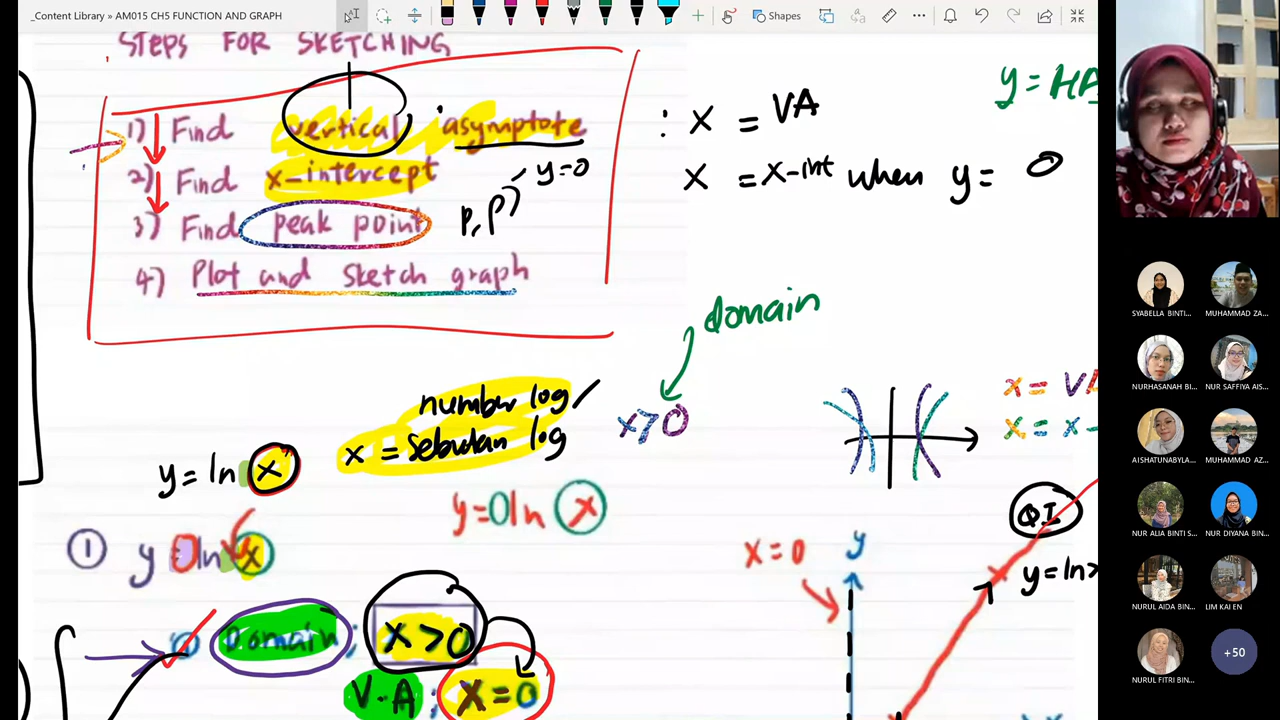 _Content Library » AM015 CH5 FUNCTION AND GRAPH
Shapes
STEPS FOR SKETCHING
1) Find vertical asymptote
2) Find x-intercept y=0
3) Find peak point P, P)
4) Plot and sketch graph
: x = VA
x = x-int when y = 0
y = HA
domain
x>0
number log
x = sebutan log
y = ln x
y=0ln x
① y = ln x
Domain ; x>0
V.A ; x=0
x = VA
x = x-
QI
y=ln x
x=0
y
SYABELLA BINTI...
MUHAMMAD ZA...
NURHASANAH BI...
NUR SAFFIYA AIS...
AISHATUNABYLA...
MUHAMMAD AZ...
NUR ALIA BINTI S...
NUR DIYANA BIN...
NURUL AIDA BIN...
LIM KAI EN
NURUL FITRI BIN...
+50